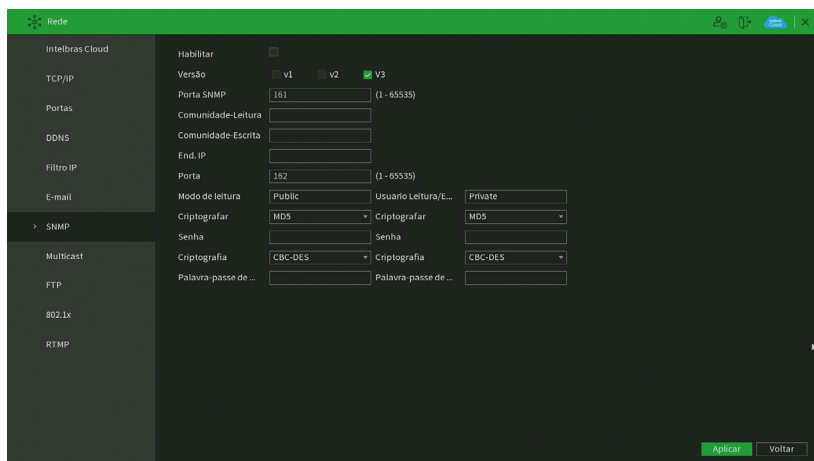 Rede
Intelbras Cloud
TCP/IP
Portas
DDNS
Filtro IP
E-mail
SNMP
Multicast
FTP
802.1x
RTMP
Habilitar
Versão v1 v2 V3
Porta SNMP 161 (1 - 65535)
Comunidade-Leitura
Comunidade-Escrita
End. IP
Porta 162 (1 - 65535)
Modo de leitura Public Usuario Leitura/E... Private
Criptografar MD5 Criptografar MD5
Senha Senha
Criptografia CBC-DES Criptografia CBC-DES
Palavra-passe de ... Palavra-passe de ...
Aplicar Voltar